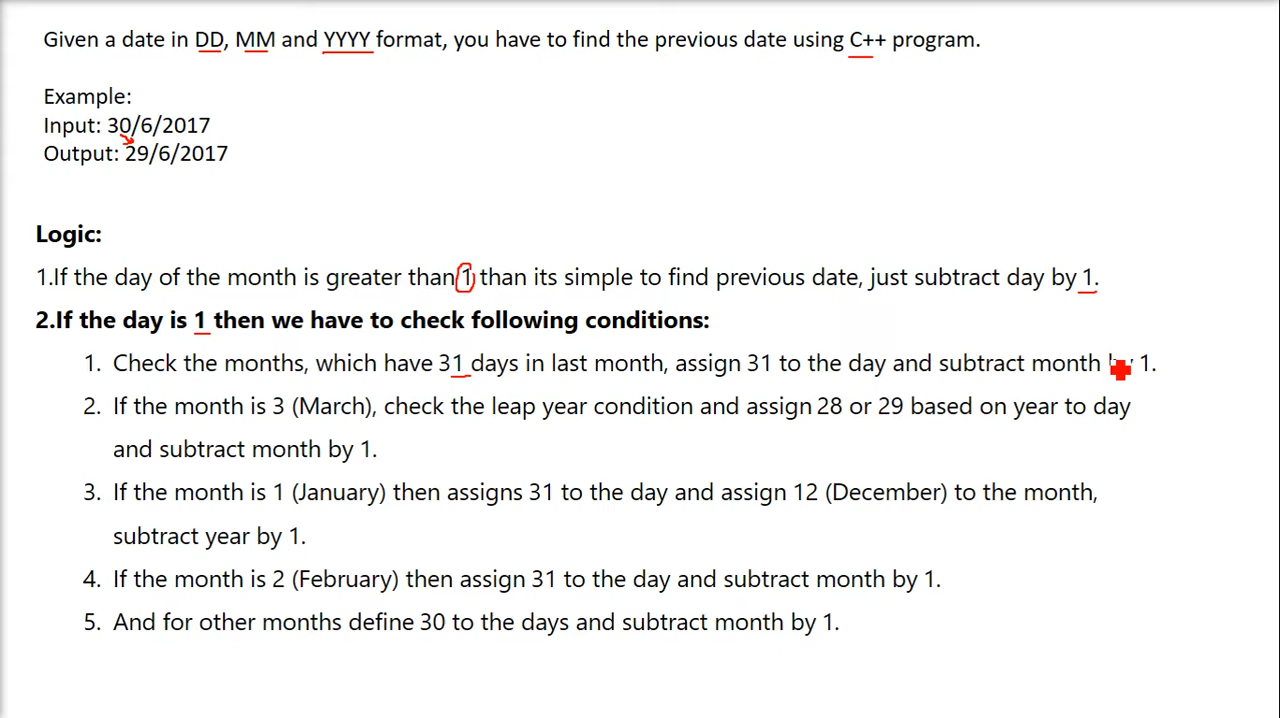 Given a date in DD, MM and YYYY format, you have to find the previous date using C++ program.
Example:
Input: 30/6/2017
Output: 29/6/2017
Logic:
1.If the day of the month is greater than 1 than its simple to find previous date, just subtract day by 1.
2.If the day is 1 then we have to check following conditions:
1. Check the months, which have 31 days in last month, assign 31 to the day and subtract month 1.
2. If the month is 3 (March), check the leap year condition and assign 28 or 29 based on year to day
and subtract month by 1.
3. If the month is 1 (January) then assigns 31 to the day and assign 12 (December) to the month,
subtract year by 1.
4. If the month is 2 (February) then assign 31 to the day and subtract month by 1.
5. And for other months define 30 to the days and subtract month by 1.